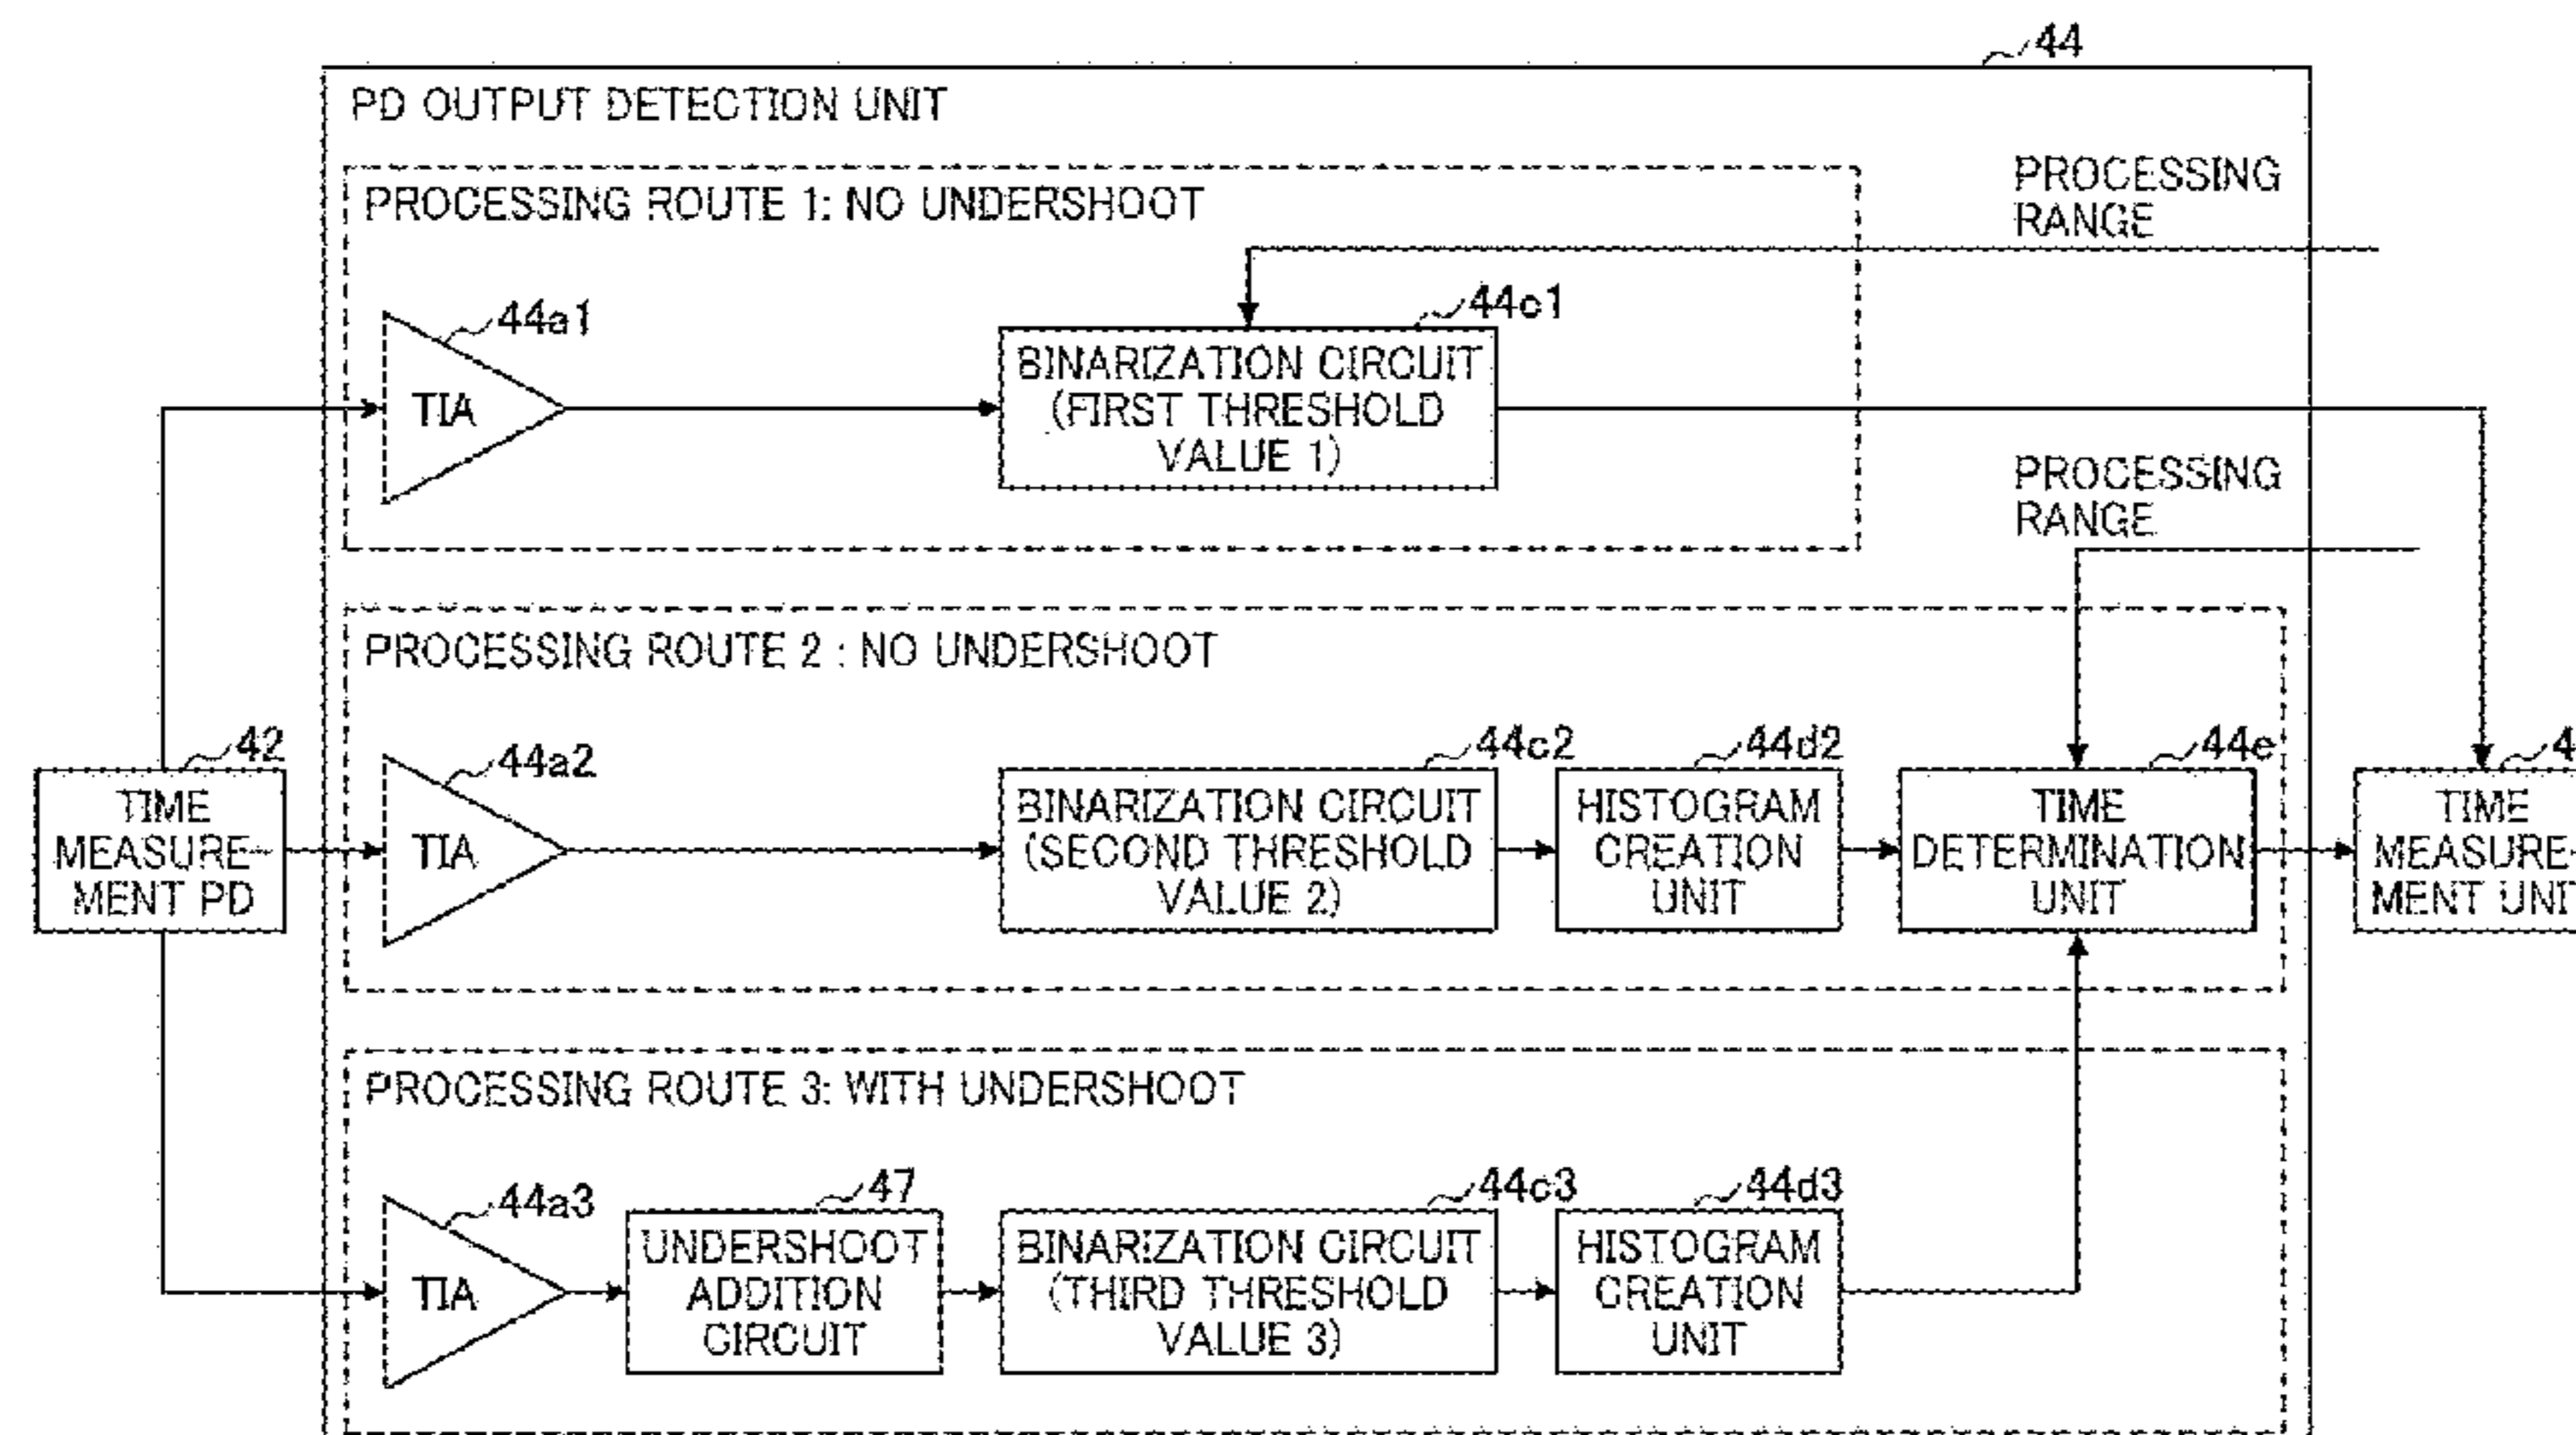 44
PD OUTPUT DETECTION UNIT
PROCESSING ROUTE 1: NO UNDERSHOOT
PROCESSING
RANGE
44a1
TIA
44c1
BINARIZATION CIRCUIT
(FIRST THRESHOLD
VALUE 1)
PROCESSING
RANGE
PROCESSING ROUTE 2 : NO UNDERSHOOT
42
TIME
MEASURE-
MENT PD
44a2
TIA
44c2
BINARIZATION CIRCUIT
(SECOND THRESHOLD
VALUE 2)
44d2
HISTOGRAM
CREATION
UNIT
44e
TIME
DETERMINATION
UNIT
TIME
MEASURE-
MENT
PROCESSING ROUTE 3: WITH UNDERSHOOT
44a3
TIA
47
UNDERSHOOT
ADDITION
CIRCUIT
44c3
BINARIZATION CIRCUIT
(THIRD THRESHOLD
VALUE 3)
44d3
HISTOGRAM
CREATION
UNIT